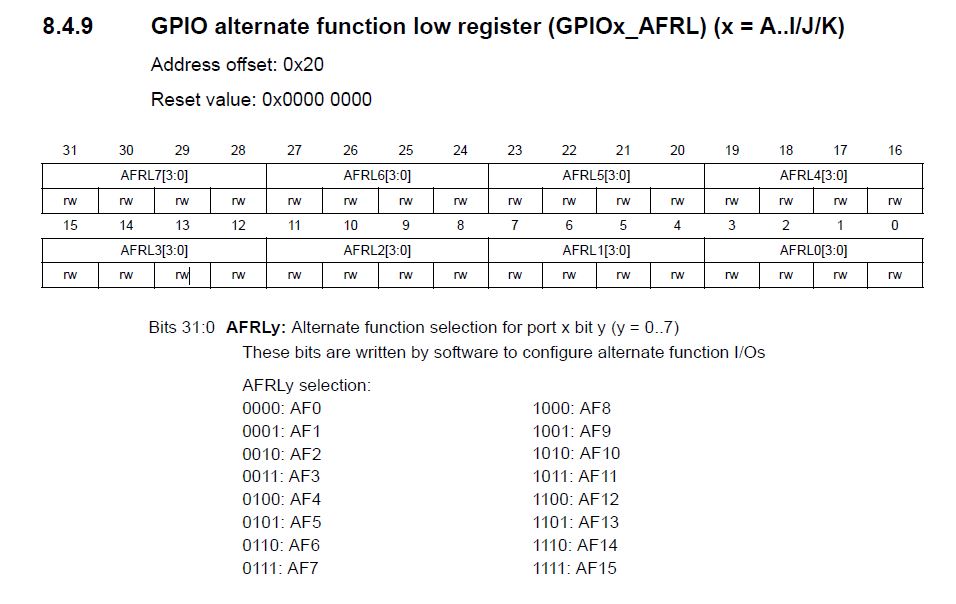 8.4.9 GPIO alternate function low register (GPIOx_AFRL) (x = A..I/J/K)
Address offset: 0x20
Reset value: 0x0000 0000
31 30 29 28 27 26 25 24 23 22 21 20 19 18 17 16
AFRL7[3:0] AFRL6[3:0] AFRL5[3:0] AFRL4[3:0]
rw rw rw rw rw rw rw rw rw rw rw rw rw rw rw rw
15 14 13 12 11 10 9 8 7 6 5 4 3 2 1 0
AFRL3[3:0] AFRL2[3:0] AFRL1[3:0] AFRL0[3:0]
rw rw rw rw rw rw rw rw rw rw rw rw rw rw rw rw
Bits 31:0 AFRLy: Alternate function selection for port x bit y (y = 0..7)
These bits are written by software to configure alternate function I/Os
AFRLy selection:
0000: AF0 1000: AF8
0001: AF1 1001: AF9
0010: AF2 1010: AF10
0011: AF3 1011: AF11
0100: AF4 1100: AF12
0101: AF5 1101: AF13
0110: AF6 1110: AF14
0111: AF7 1111: AF15